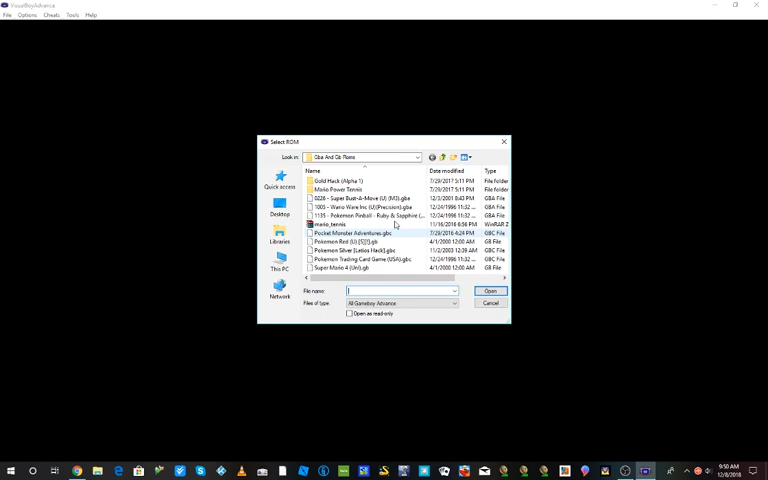 VisualBoyAdvance
File Options Cheats Tools Help
Select ROM
Look in: Gba And Gb Roms
Name Date modified Type
Gold Hack (Alpha 1) 7/29/2017 5:11 PM File folder
Mario Power Tennis 7/29/2017 5:11 PM File folder
0226 - Super Bust-A-Move (U) (M3).gba 12/3/2001 8:43 PM GBA File
1005 - Wario Ware Inc (U)(Precision).gba 12/24/1996 11:32 ... GBA File
1135 - Pokemon Pinball - Ruby & Sapphire (... 12/24/1996 11:32 ... GBA File
mario_tennis 11/16/2016 6:56 PM WinRAR Z
Pocket Monster Adventures.gbc 7/29/2016 4:24 PM GBC File
Pokemon Red (U) [S][!].gb 4/1/2000 12:00 AM GB File
Pokemon Silver [Latios Hack].gbc 11/2/2003 12:39 AM GBC File
Pokemon Trading Card Game (USA).gbc 12/24/1996 11:32 ... GBC File
Super Mario 4 (Unl).gb 4/1/2000 12:00 AM GB File
Quick access
Desktop
Libraries
This PC
Network
File name: Open
Files of type: All Gameboy Advance Cancel
Open as read-only
9:50 AM
12/8/2018